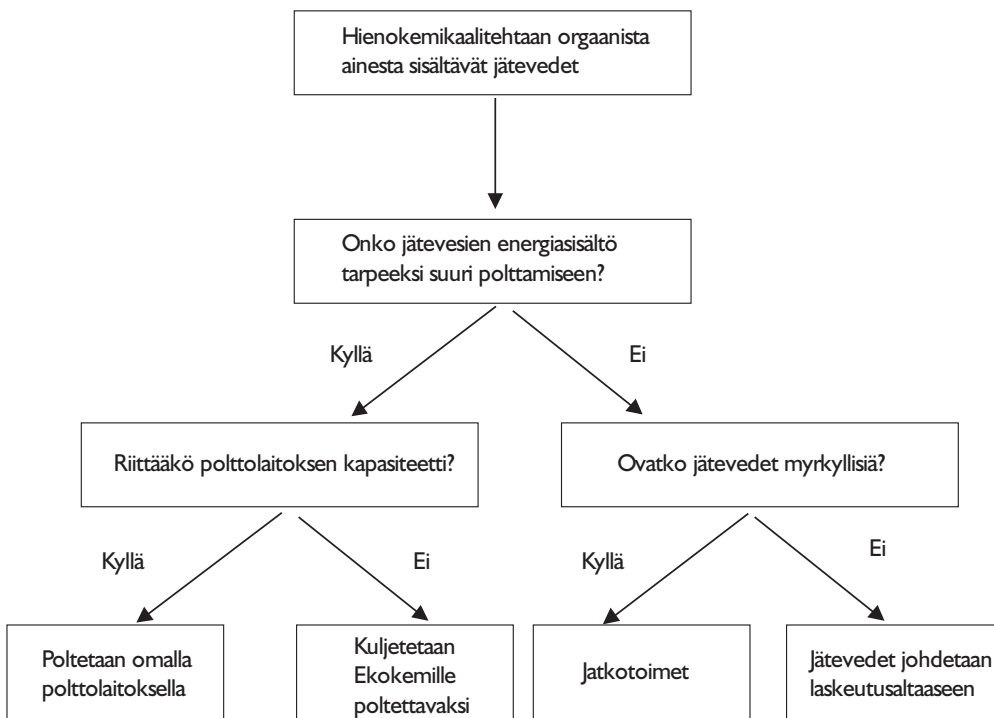 Hienokemikaalitehtaan orgaanista
ainesta sisältävät jätevedet
Onko jätevesien energiasisältö
tarpeeksi suuri polttamiseen?
Kyllä
Ei
Riittääkö polttolaitoksen kapasiteetti?
Ovatko jätevedet myrkyllisiä?
Kyllä
Ei
Kyllä
Ei
Poltetaan omalla
polttolaitoksella
Kuljetetaan
Ekokemille
poltettavaksi
Jatkotoimet
Jätevedet johdetaan
laskeutusaltaaseen